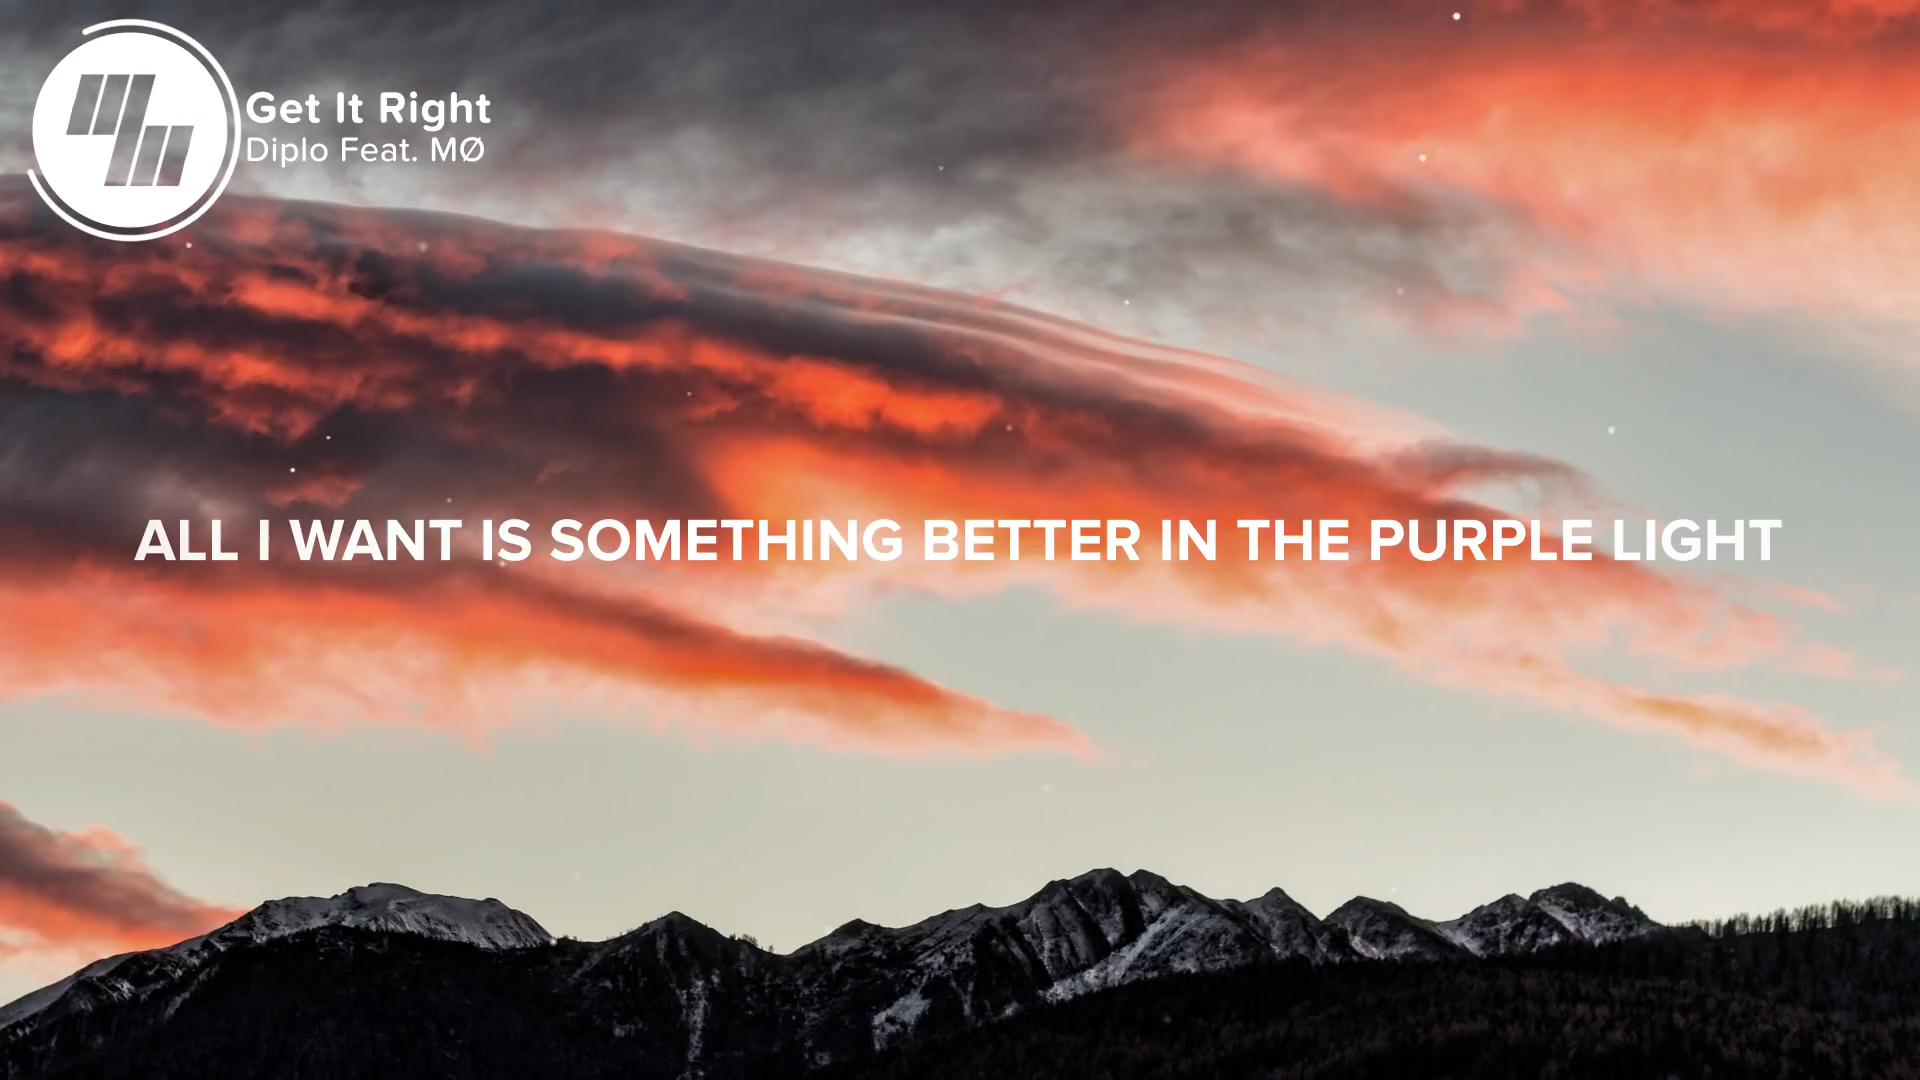 Get It Right
Diplo Feat. MØ
ALL I WANT IS SOMETHING BETTER IN THE PURPLE LIGHT